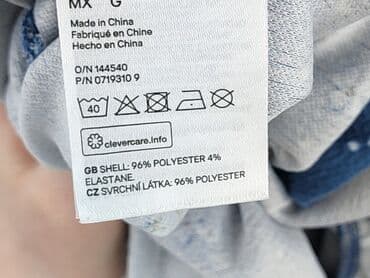 MX G
Made in China
Fabriqué en Chine
Hecho en China
O/N 144540
P/N 0719310 9
40
clevercare.info
GB SHELL: 96% POLYESTER 4%
ELASTANE.
CZ SVRCHNÍ LÁTKA: 96% POLYESTER